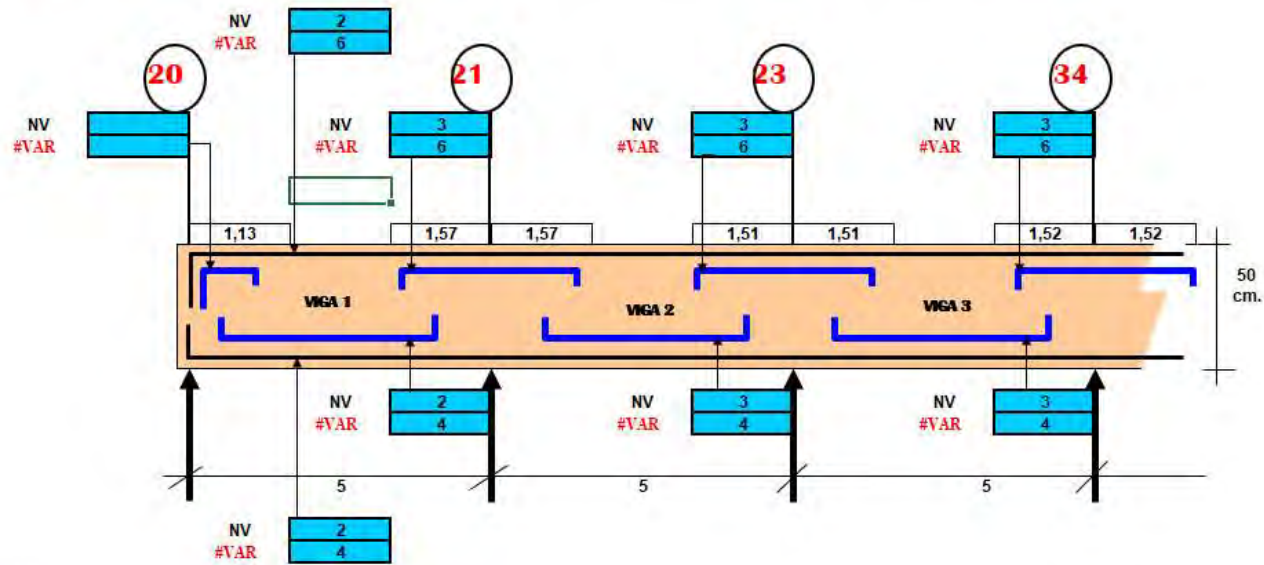 NV 2
#VAR 6
20 21 23 34
NV NV 3 NV 3 NV 3
#VAR #VAR 6 #VAR 6 #VAR 6
1,13 1,57 1,57 1,51 1,51 1,52 1,52
VIGA 1 VIGA 2 VIGA 3
50
cm.
NV 2 NV 3 NV 3
#VAR 4 #VAR 4 #VAR 4
5 5 5
NV 2
#VAR 4